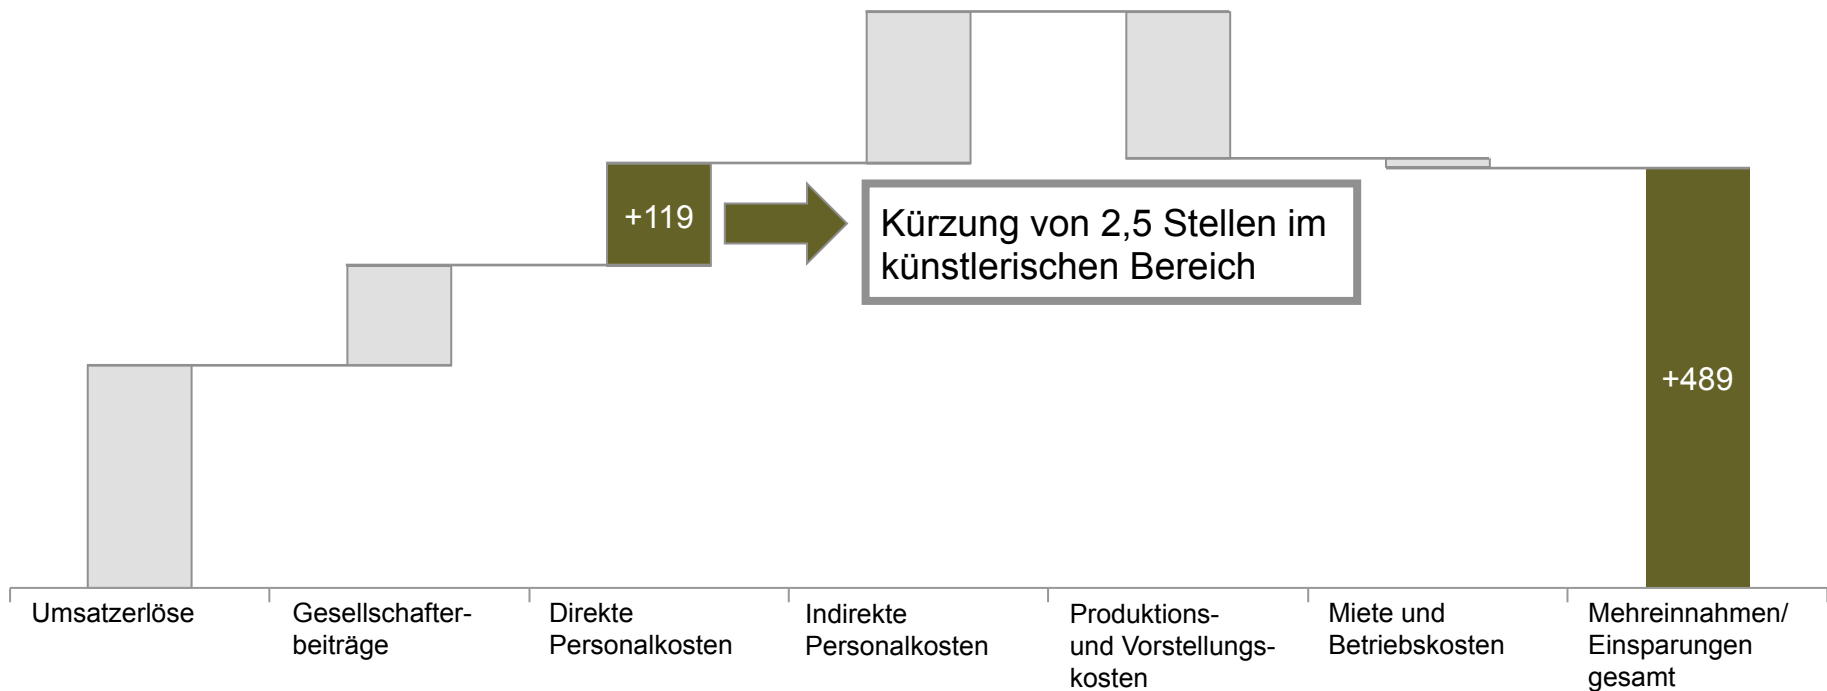 +119
Kürzung von 2,5 Stellen im
künstlerischen Bereich
+489
Umsatzerlöse
Gesellschafter-
beiträge
Direkte
Personalkosten
Indirekte
Personalkosten
Produktions-
und Vorstellungs-
kosten
Miete und
Betriebskosten
Mehreinnahmen/
Einsparungen
gesamt